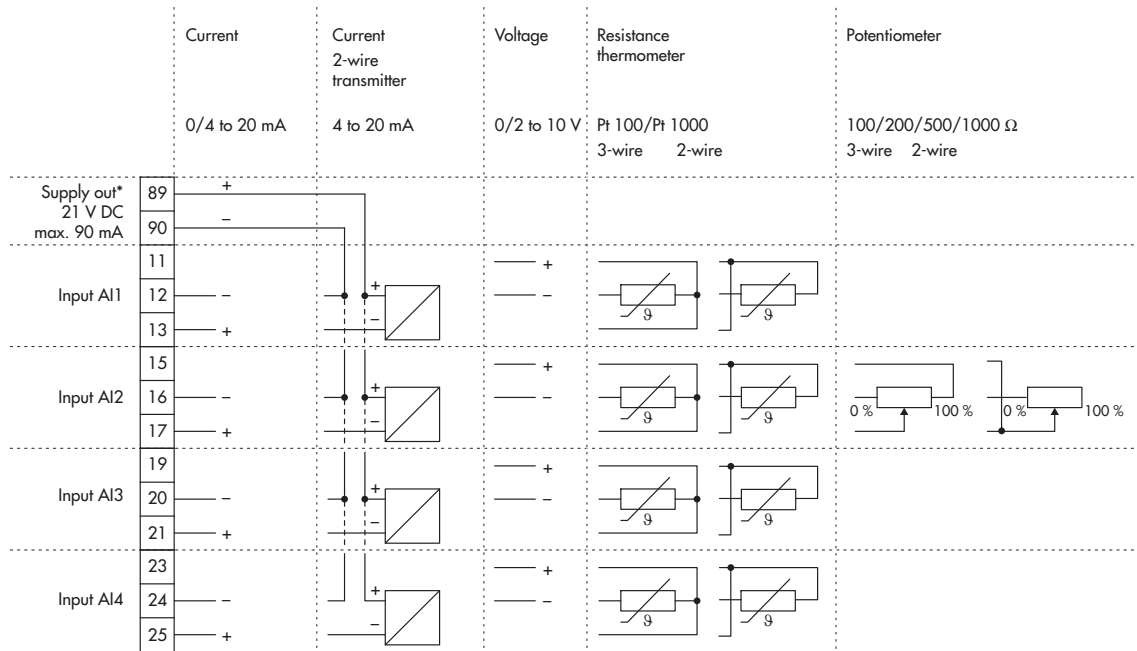 Current Current Voltage Resistance Potentiometer
2-wire thermometer
transmitter
0/4 to 20 mA 4 to 20 mA 0/2 to 10 V Pt 100/Pt 1000 100/200/500/1000 Ω
3-wire 2-wire 3-wire 2-wire
Supply out* 89 +
21 V DC
max. 90 mA 90 –
11 +
Input AI1 12 – + – ϑ ϑ
13 + –
15 +
Input AI2 16 – + – ϑ ϑ 0 % 100 % 0 % 100 %
17 + –
19 +
Input AI3 20 – + – ϑ ϑ
21 + –
23 +
Input AI4 24 – + – ϑ ϑ
25 + –